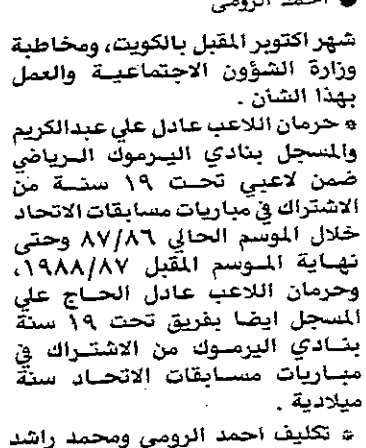 ● احمد الرومي
شهر اكتوبر المقبل بالكويت، ومخاطبة
وزارة الشؤون الاجتماعية والعمل
بهذا الشأن .
* حرمان اللاعب عادل علي عبدالكريم
والمسجل بنادي اليرموك الرياضي
ضمن لاعبي تحت ١٩ سنة من
الاشتراك في مباريات مسابقات الاتحاد
خلال الموسم الحالي ٨٧/٨٦ وحتى
نهاية الموسم المقبل ١٩٨٨/٨٧،
وحرمان اللاعب عادل الحاج علي
المسجل ايضا بفريق تحت ١٩ سنة
بنادي اليرموك من الاشتراك في
مباريات مسابقات الاتحاد سنة
ميلادية .
* تكليف احمد الرومي ومحمد راشد